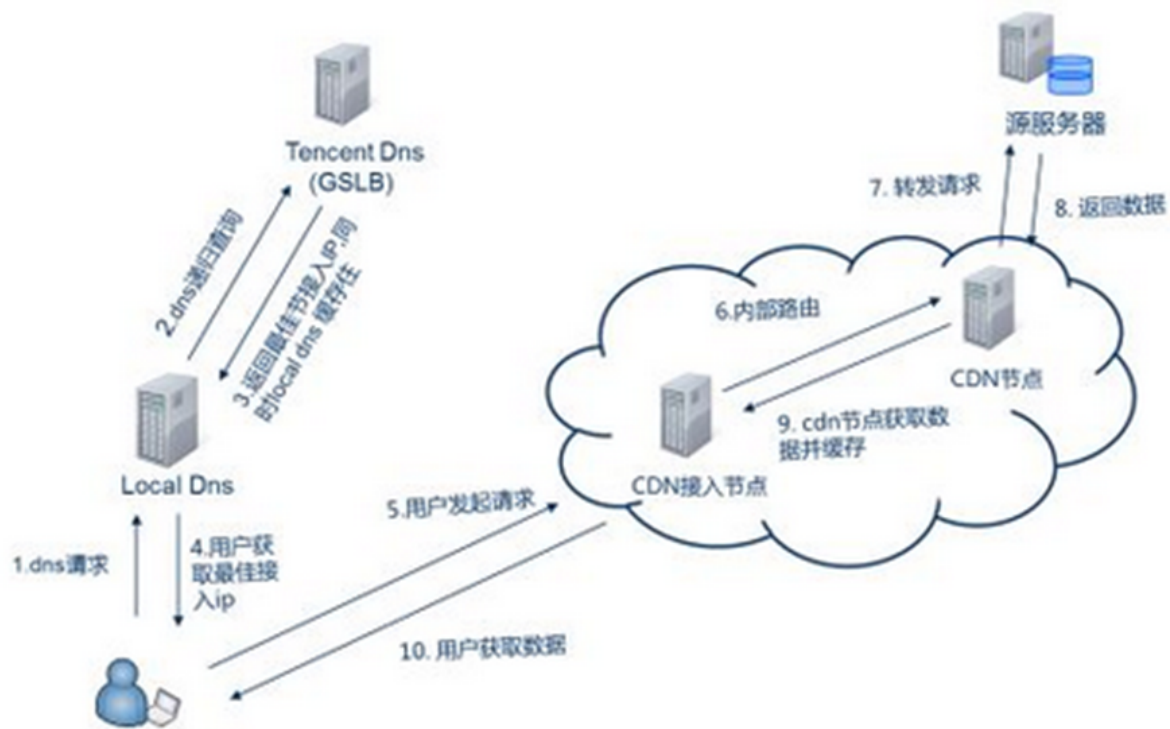 Tencent Dns
(GSLB)
2.dns递归查询
3.返回最佳节接入IP,同
时local dns 缓存住
Local Dns
1.dns请求
4.用户获
取最佳接
入ip
5.用户发起请求
10. 用户获取数据
源服务器
7. 转发请求
8. 返回数据
6.内部路由
CDN节点
9. cdn节点获取数
据并缓存
CDN接入节点